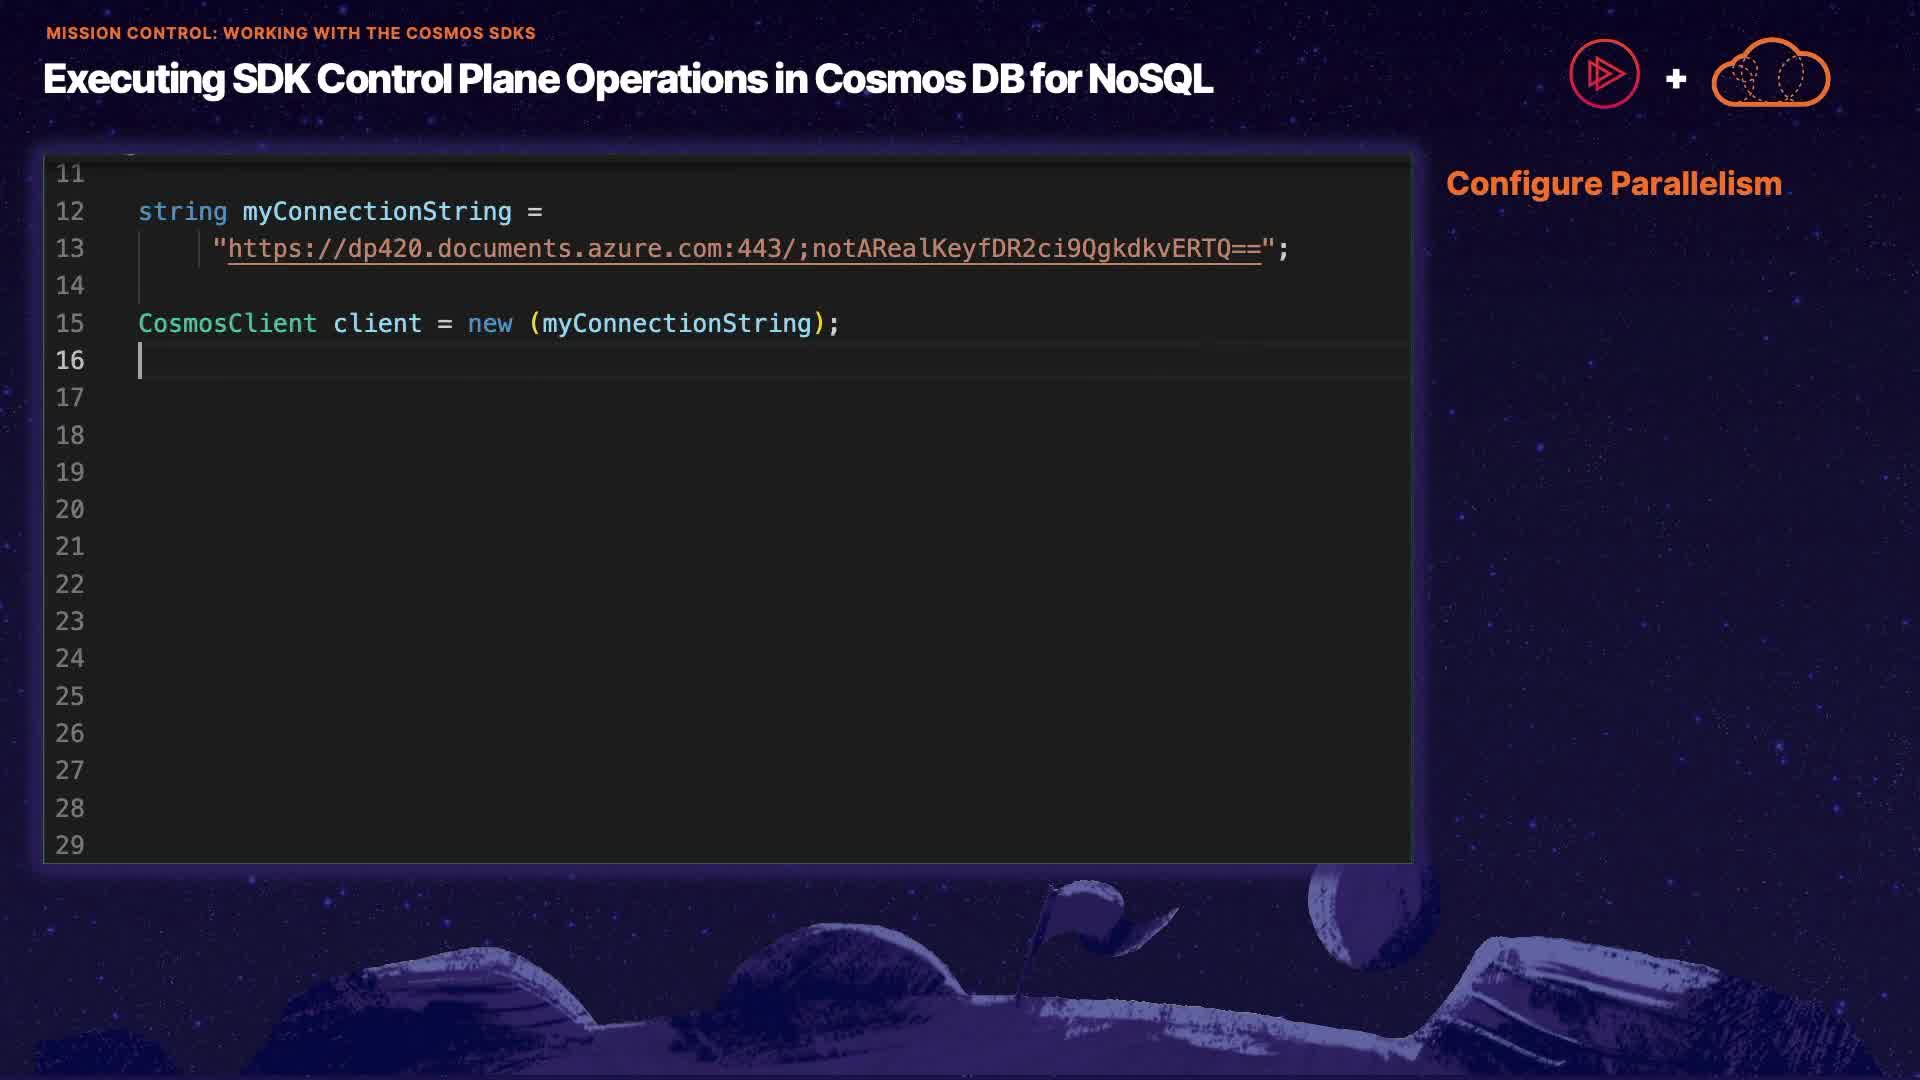 MISSION CONTROL: WORKING WITH THE COSMOS SDKS
Executing SDK Control Plane Operations in Cosmos DB for NoSQL
+
Configure Parallelism
11
12 string myConnectionString =
13 "https://dp420.documents.azure.com:443/;notARealKeyfDR2ci9QgkdkvERTQ==";
14
15 CosmosClient client = new (myConnectionString);
16
17
18
19
20
21
22
23
24
25
26
27
28
29